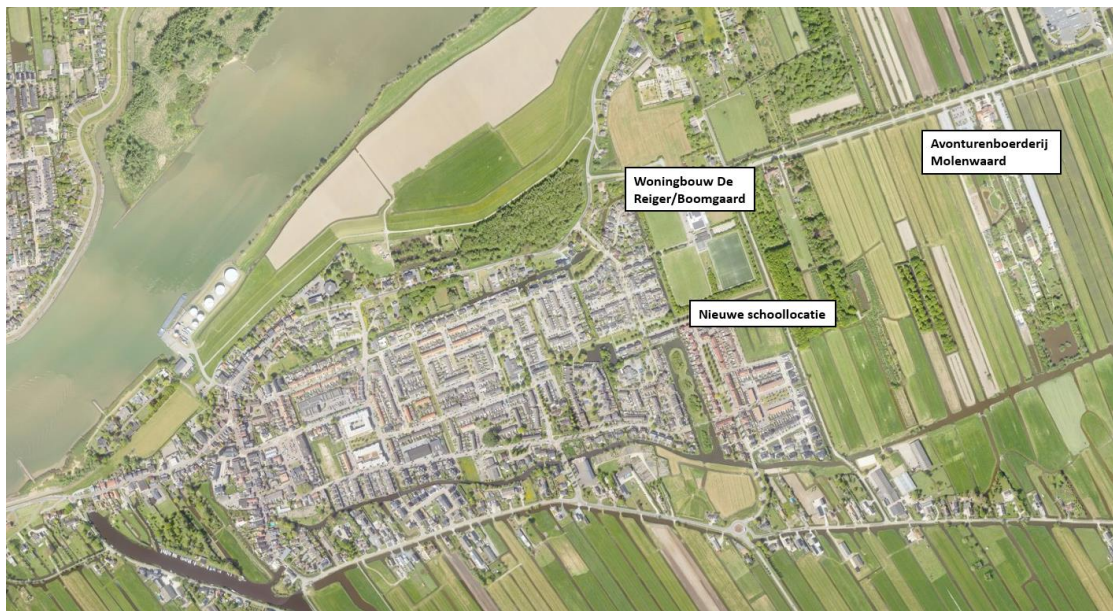 Avonturenboerderij
Molenwaard
Woningbouw De
Reiger/Boomgaard
Nieuwe schoollocatie